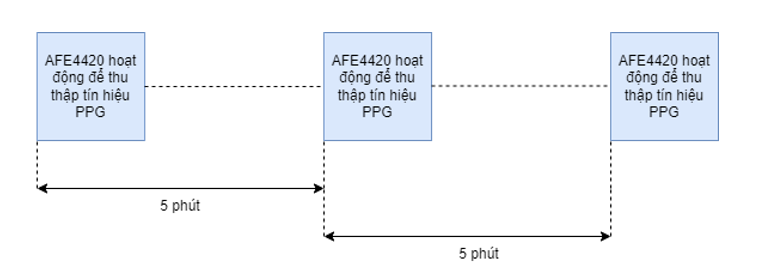 AFE4420 hoạt
động để thu
thập tín hiệu
PPG
AFE4420 hoạt
động để thu
thập tín hiệu
PPG
AFE4420 hoạt
động để thu
thập tín hiệu
PPG
5 phút
5 phút